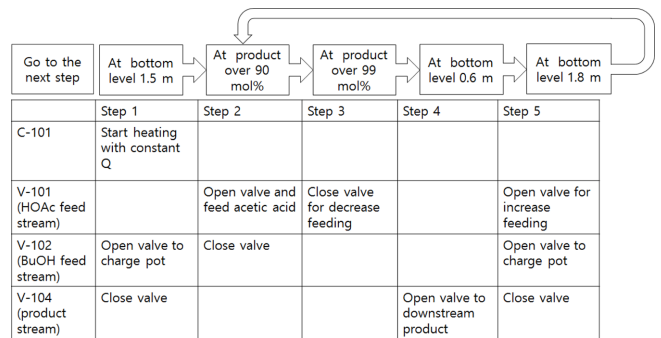 Go to the
next step
At bottom
level 1.5 m
At product
over 90
mol%
At product
over 99
mol%
At bottom
level 0.6 m
At bottom
level 1.8 m
Step 1
Step 2
Step 3
Step 4
Step 5
C-101
Start heating
with constant
Q
V-101
(HOAc feed
stream)
Open valve and
feed acetic acid
Close valve
for decrease
feeding
Open valve for
increase
feeding
V-102
(BuOH feed
stream)
Open valve to
charge pot
Close valve
Open valve to
charge pot
V-104
(product
stream)
Close valve
Open valve to
downstream
product
Close valve